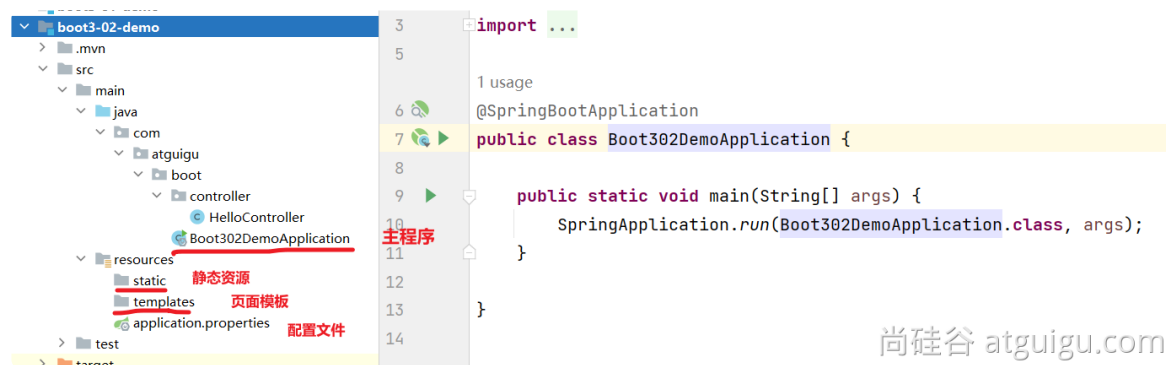 boot3-02-demo
.mvn
src
main
java
com
atguigu
boot
controller
HelloController
Boot302DemoApplication 主程序
resources
static 静态资源
templates 页面模板
application.properties 配置文件
test
target
3 import ...
5
1 usage
6 @SpringBootApplication
7 public class Boot302DemoApplication {
8
9 public static void main(String[] args) {
10 SpringApplication.run(Boot302DemoApplication.class, args);
11 }
12
13 }
14
尚硅谷 atguigu.com